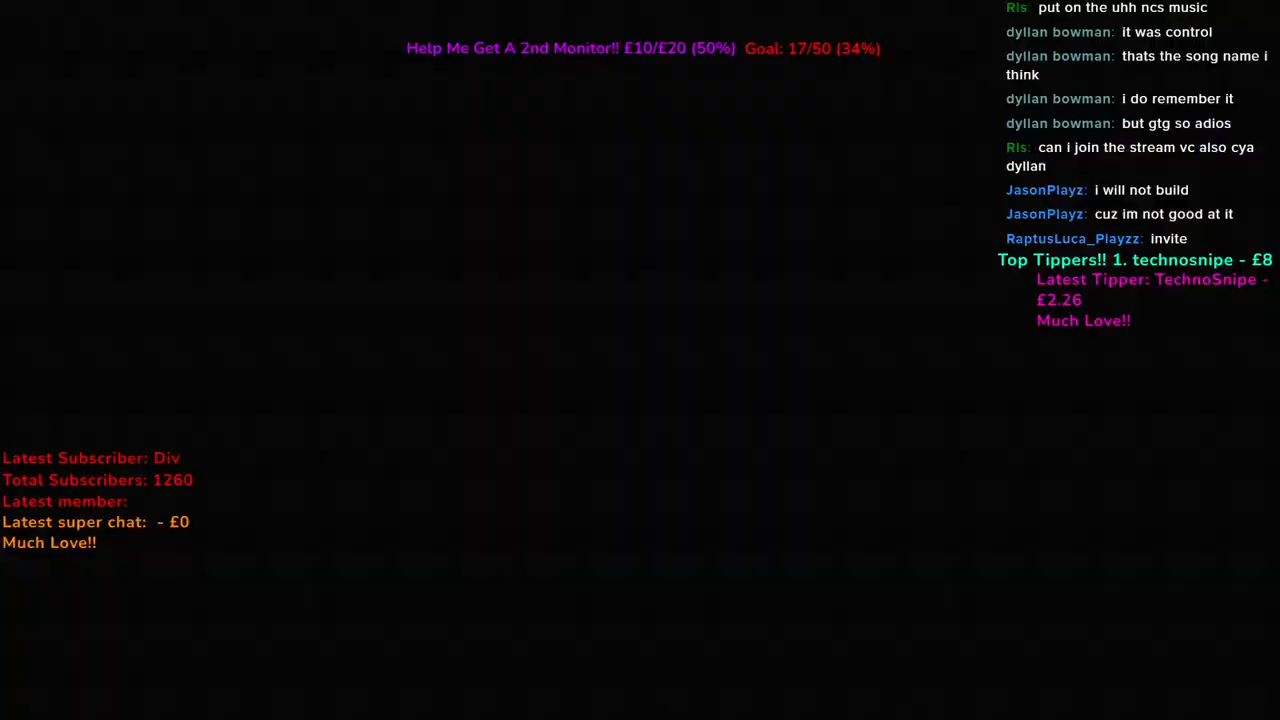 Help Me Get A 2nd Monitor!! £10/£20 (50%) Goal: 17/50 (34%)
Rls: put on the uhh ncs music
dyllan bowman: it was control
dyllan bowman: thats the song name i
think
dyllan bowman: i do remember it
dyllan bowman: but gtg so adios
Rls: can i join the stream vc also cya
dyllan
JasonPlayz: i will not build
JasonPlayz: cuz im not good at it
RaptusLuca_Playzz: invite
Top Tippers!! 1. technosnipe - £8
Latest Tipper: TechnoSnipe -
£2.26
Much Love!!
Latest Subscriber: Div
Total Subscribers: 1260
Latest member:
Latest super chat:  - £0
Much Love!!